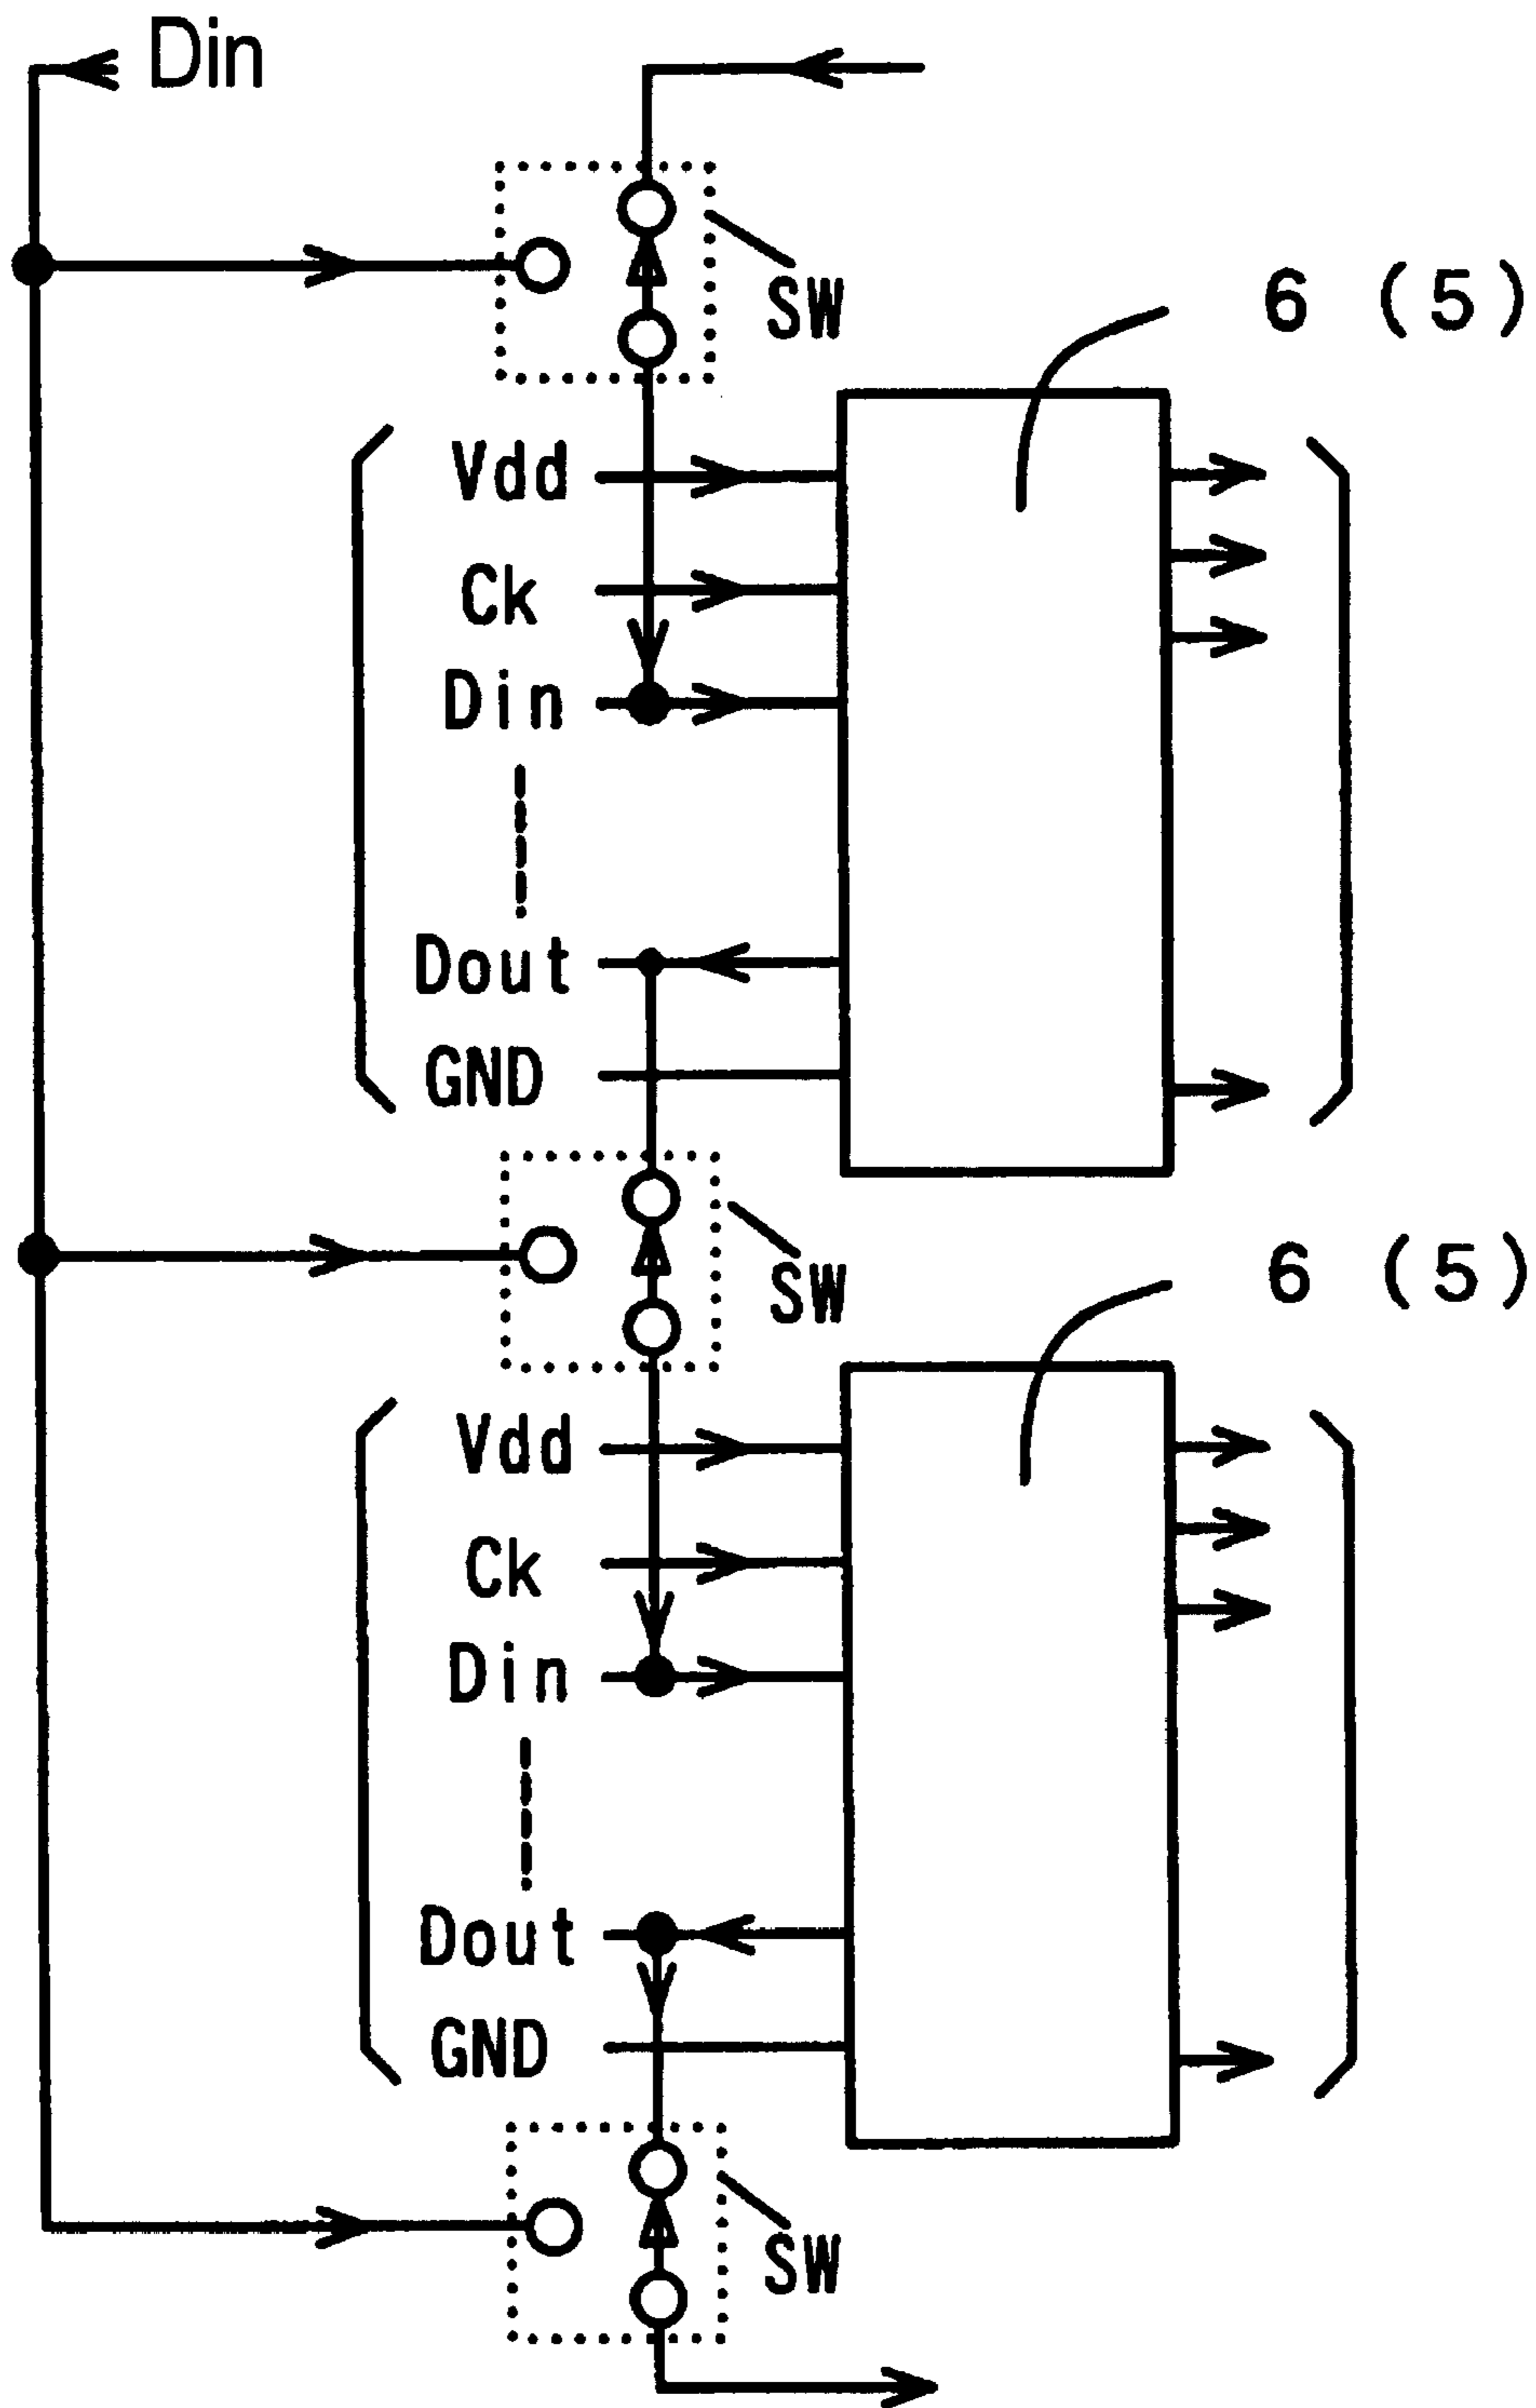 Din
SW
6 (5)
Vdd
Ck
Din
Dout
GND
SW
6 (5)
Vdd
Ck
Din
Dout
GND
SW